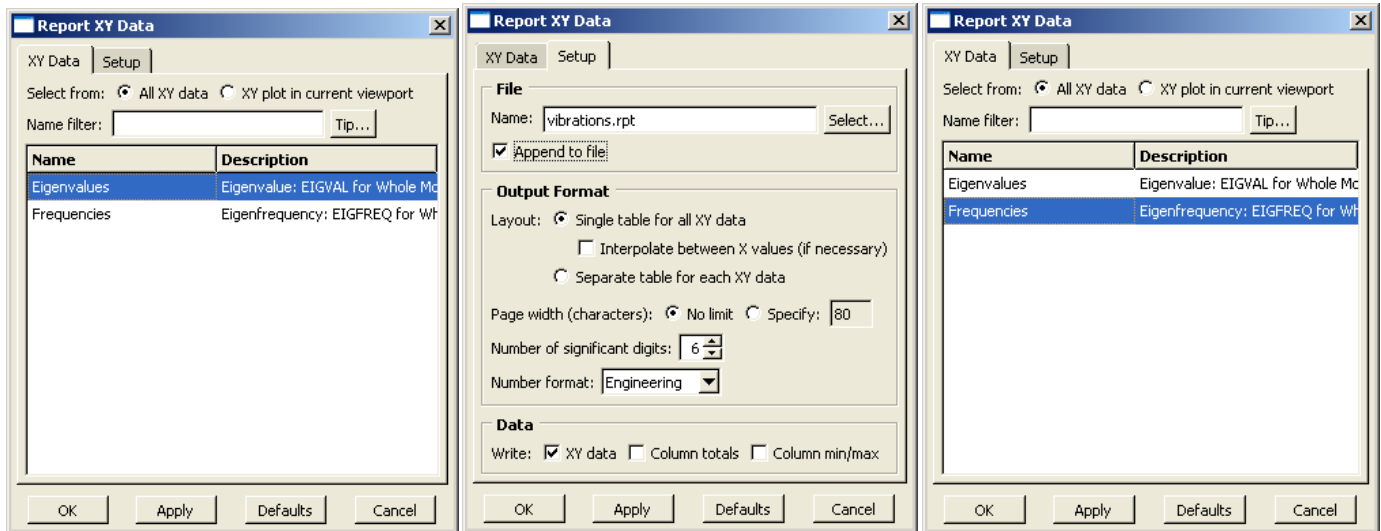 Report XY Data
XY Data Setup
Select from: All XY data XY plot in current viewport
Name filter: Tip...
Name Description
Eigenvalues Eigenvalue: EIGVAL for Whole Mo
Frequencies Eigenfrequency: EIGFREQ for Wh
OK Apply Defaults Cancel
Report XY Data
XY Data Setup
File
Name: vibrations.rpt Select...
Append to file
Output Format
Layout: Single table for all XY data
Interpolate between X values (if necessary)
Separate table for each XY data
Page width (characters): No limit Specify: 80
Number of significant digits: 6
Number format: Engineering
Data
Write: XY data Column totals Column min/max
OK Apply Defaults Cancel
Report XY Data
XY Data Setup
Select from: All XY data XY plot in current viewport
Name filter: Tip...
Name Description
Eigenvalues Eigenvalue: EIGVAL for Whole Mo
Frequencies Eigenfrequency: EIGFREQ for Wh
OK Apply Defaults Cancel